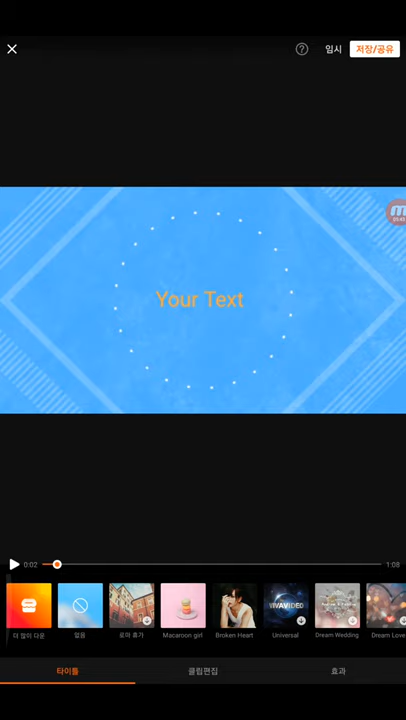 임시
저장/공유
Your Text
0:02
1:08
더 많이 다운
없음
로마 휴가
Macaroon girl
Broken Heart
VIVAVIDEO
Universal
Dream Wedding
Dream Love
타이틀
클립편집
효과